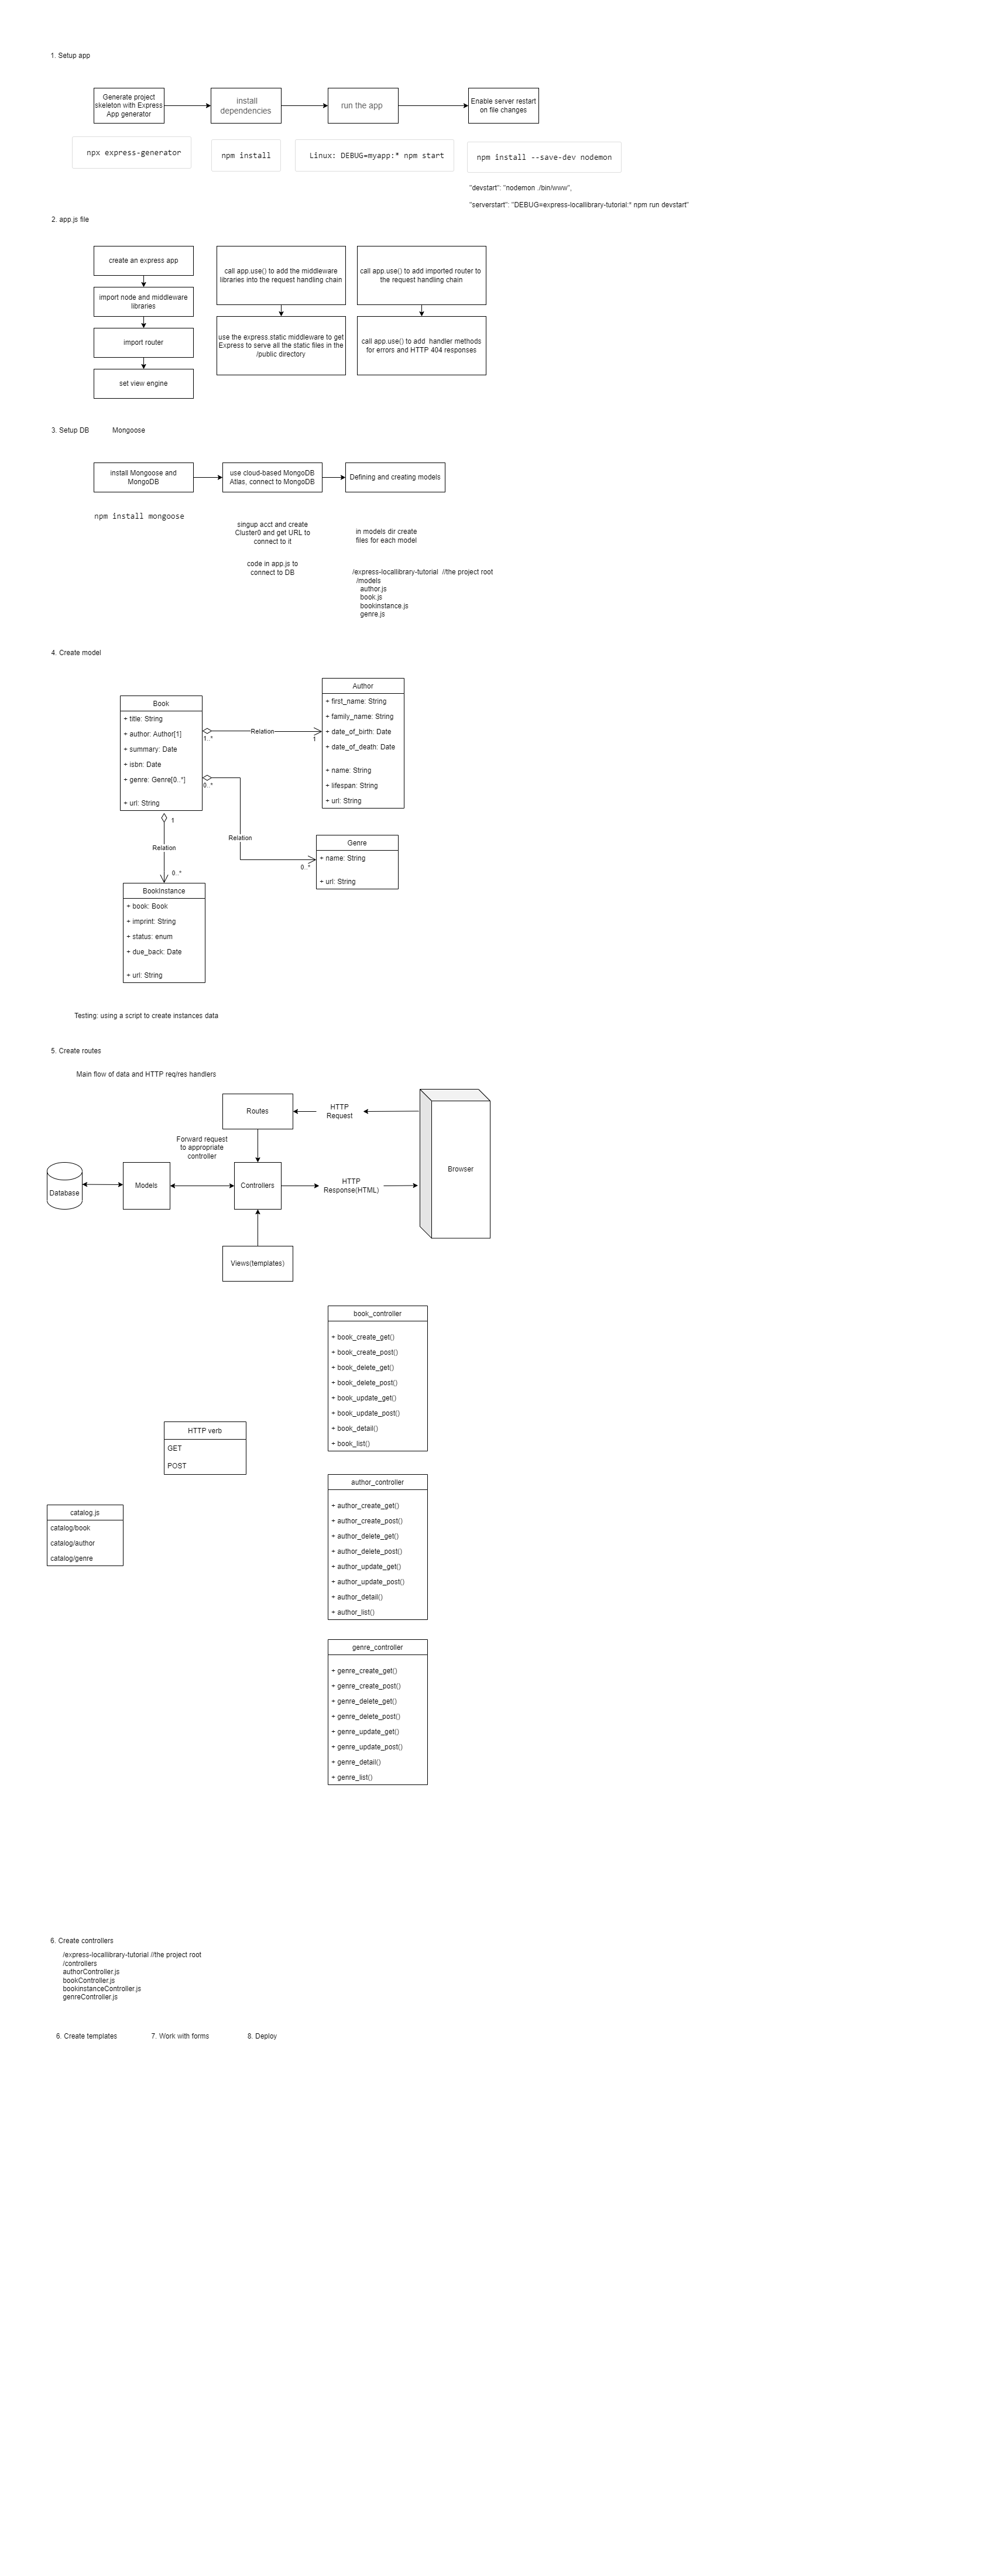 1. Setup app
Generate project
skeleton with Express
App generator
install
dependencies
run the app
Enable server restart
on file changes
npx express-generator
npm install
Linux: DEBUG=myapp:* npm start
npm install --save-dev nodemon
"devstart": "nodemon ./bin/www",
"serverstart": "DEBUG=express-locallibrary-tutorial:* npm run devstart"
2. app.js file
create an express app
import node and middleware
libraries
import router
set view engine
call app.use() to add the middleware
libraries into the request handling chain
use the express.static middleware to get
Express to serve all the static files in the
/public directory
call app.use() to add imported router to
the request handling chain
call app.use() to add  handler methods
for errors and HTTP 404 responses
3. Setup DB
Mongoose
install Mongoose and
MongoDB
use cloud-based MongoDB
Atlas, connect to MongoDB
Defining and creating models
npm install mongoose
singup acct and create
Cluster0 and get URL to
connect to it
code in app.js to
connect to DB
in models dir create
files for each model
/express-locallibrary-tutorial  //the project root
/models
author.js
book.js
bookinstance.js
genre.js
4. Create model
Book
+ title: String
+ author: Author[1]
+ summary: Date
+ isbn: Date
+ genre: Genre[0..*]
+ url: String
1..*
Relation
1
Author
+ first_name: String
+ family_name: String
+ date_of_birth: Date
+ date_of_death: Date
+ name: String
+ lifespan: String
+ url: String
0..*
Relation
0..*
Genre
+ name: String
+ url: String
1
Relation
0..*
BookInstance
+ book: Book
+ imprint: String
+ status: enum
+ due_back: Date
+ url: String
Testing: using a script to create instances data
5. Create routes
Main flow of data and HTTP req/res handlers
Routes
HTTP
Request
Browser
Forward request
to appropriate
controller
Database
Models
Controllers
HTTP
Response(HTML)
Views(templates)
book_controller
+ book_create_get()
+ book_create_post()
+ book_delete_get()
+ book_delete_post()
+ book_update_get()
+ book_update_post()
+ book_detail()
+ book_list()
HTTP verb
GET
POST
catalog.js
catalog/book
catalog/author
catalog/genre
author_controller
+ author_create_get()
+ author_create_post()
+ author_delete_get()
+ author_delete_post()
+ author_update_get()
+ author_update_post()
+ author_detail()
+ author_list()
genre_controller
+ genre_create_get()
+ genre_create_post()
+ genre_delete_get()
+ genre_delete_post()
+ genre_update_get()
+ genre_update_post()
+ genre_detail()
+ genre_list()
6. Create controllers
/express-locallibrary-tutorial //the project root
/controllers
authorController.js
bookController.js
bookinstanceController.js
genreController.js
6. Create templates
7. Work with forms
8. Deploy